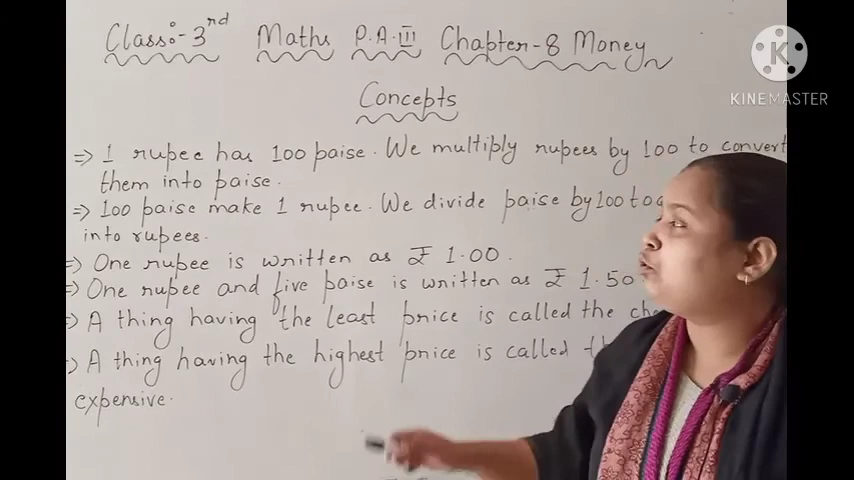 Class:- 3rd Maths P.A.III Chapter-8 Money
KINEMASTER
Concepts
=> 1 rupee has 100 paise. We multiply rupees by 100 to convert
them into paise.
=> 100 paise make 1 rupee. We divide paise by 100 to
into rupees.
=> One rupee is written as ₹ 1.00.
=> One rupee and five paise is written as ₹ 1.50
=> A thing having the least price is called the
=> A thing having the highest price is called
expensive.